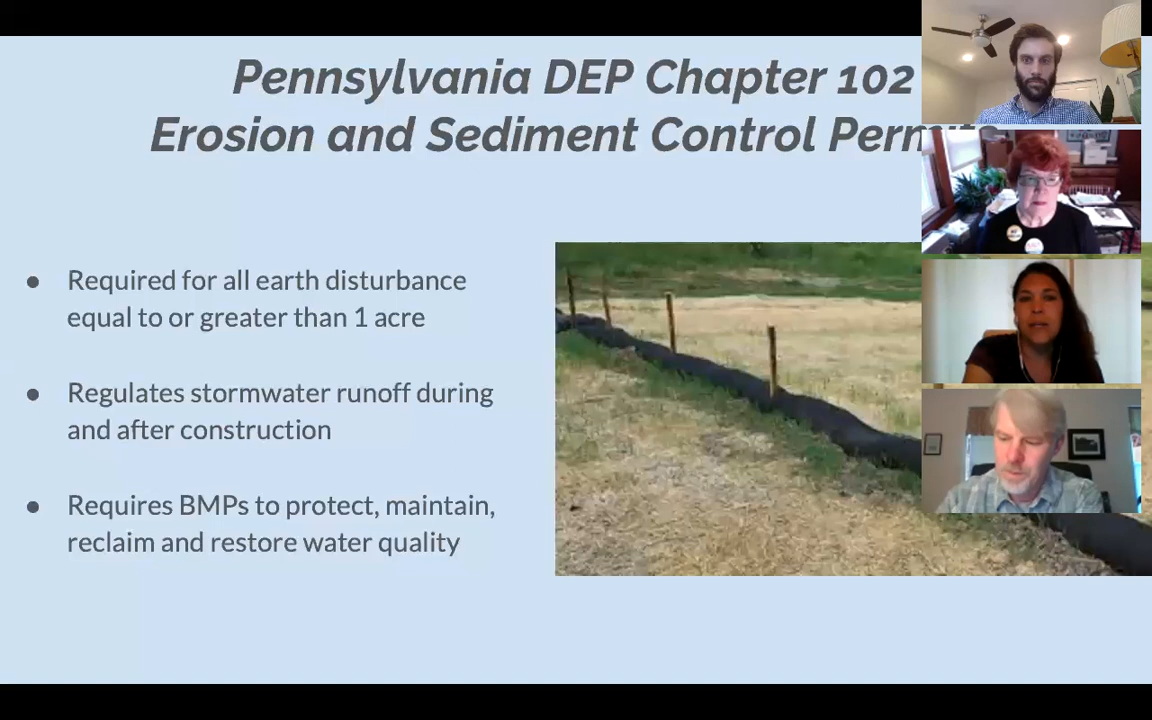 Pennsylvania DEP Chapter 102
Erosion and Sediment Control
● Required for all earth disturbance
equal to or greater than 1 acre
● Regulates stormwater runoff during
and after construction
● Requires BMPs to protect, maintain,
reclaim and restore water quality